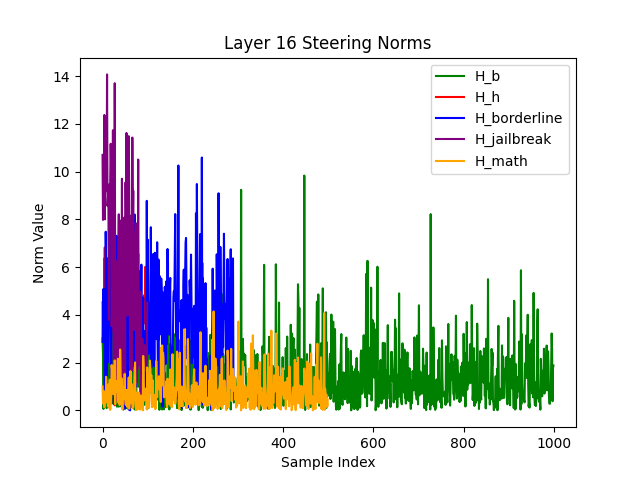 Layer 16 Steering Norms
14
12
10
8
6
4
2
0
Norm Value
H_b
H_h
H_borderline
H_jailbreak
H_math
0 200 400 600 800 1000
Sample Index